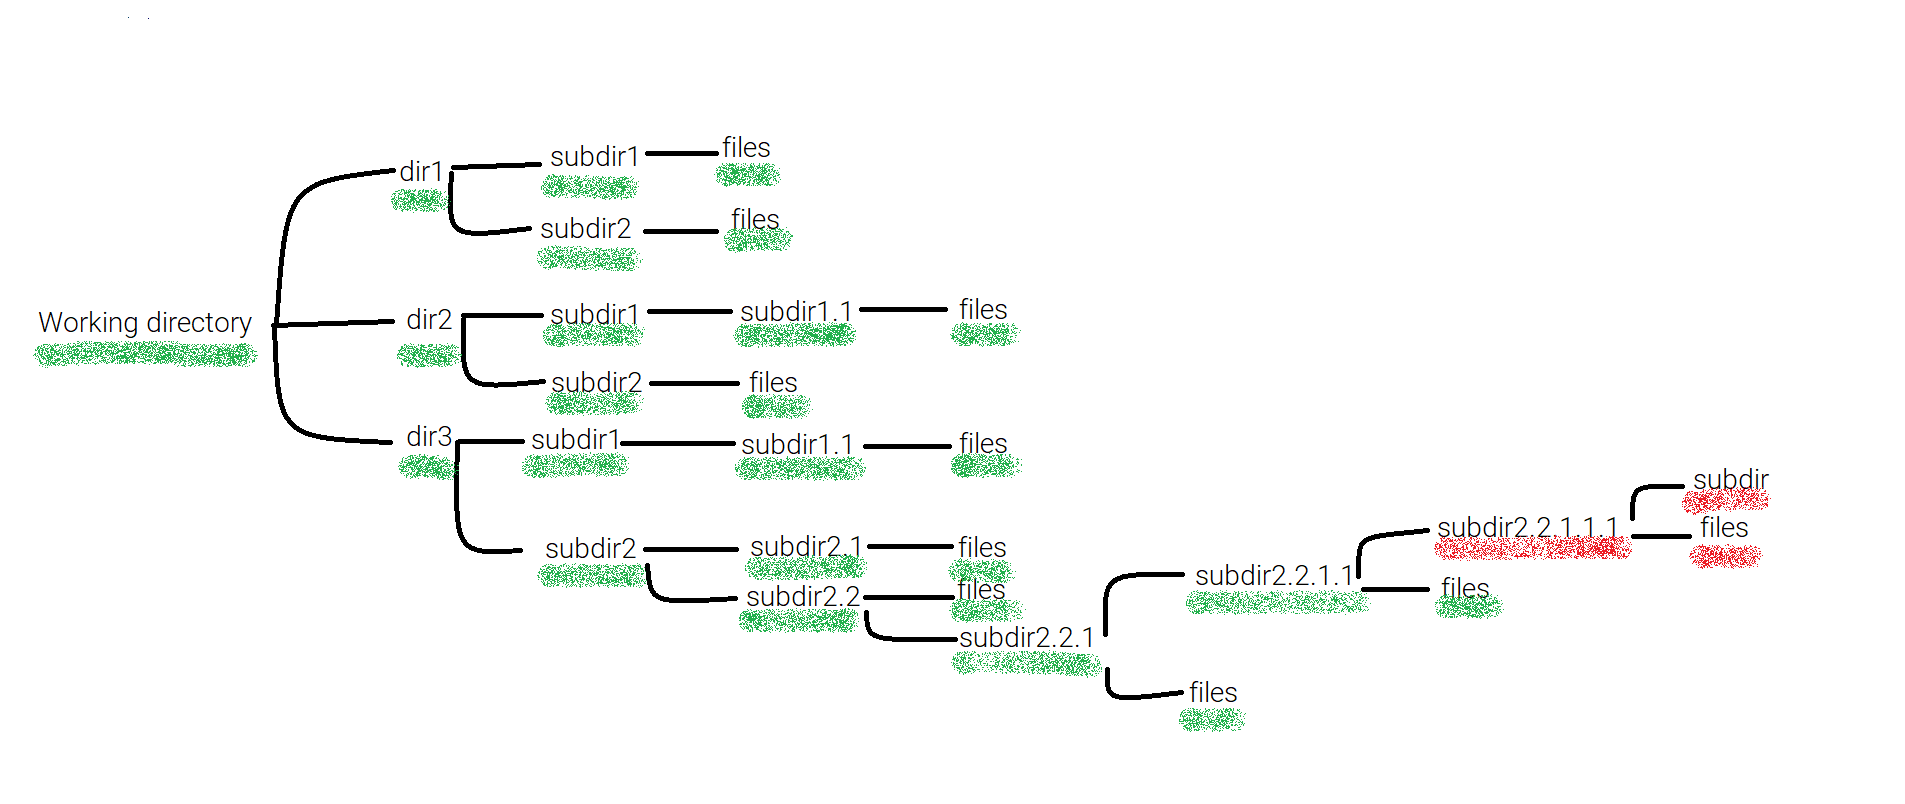 Working directory
dir1
subdir1
files
subdir2
files
dir2
subdir1
subdir1.1
files
subdir2
files
dir3
subdir1
subdir1.1
files
subdir2
subdir2.1
files
subdir2.2
files
subdir2.2.1
subdir2.2.1.1
subdir2.2.1.1.1
subdir
files
files
files